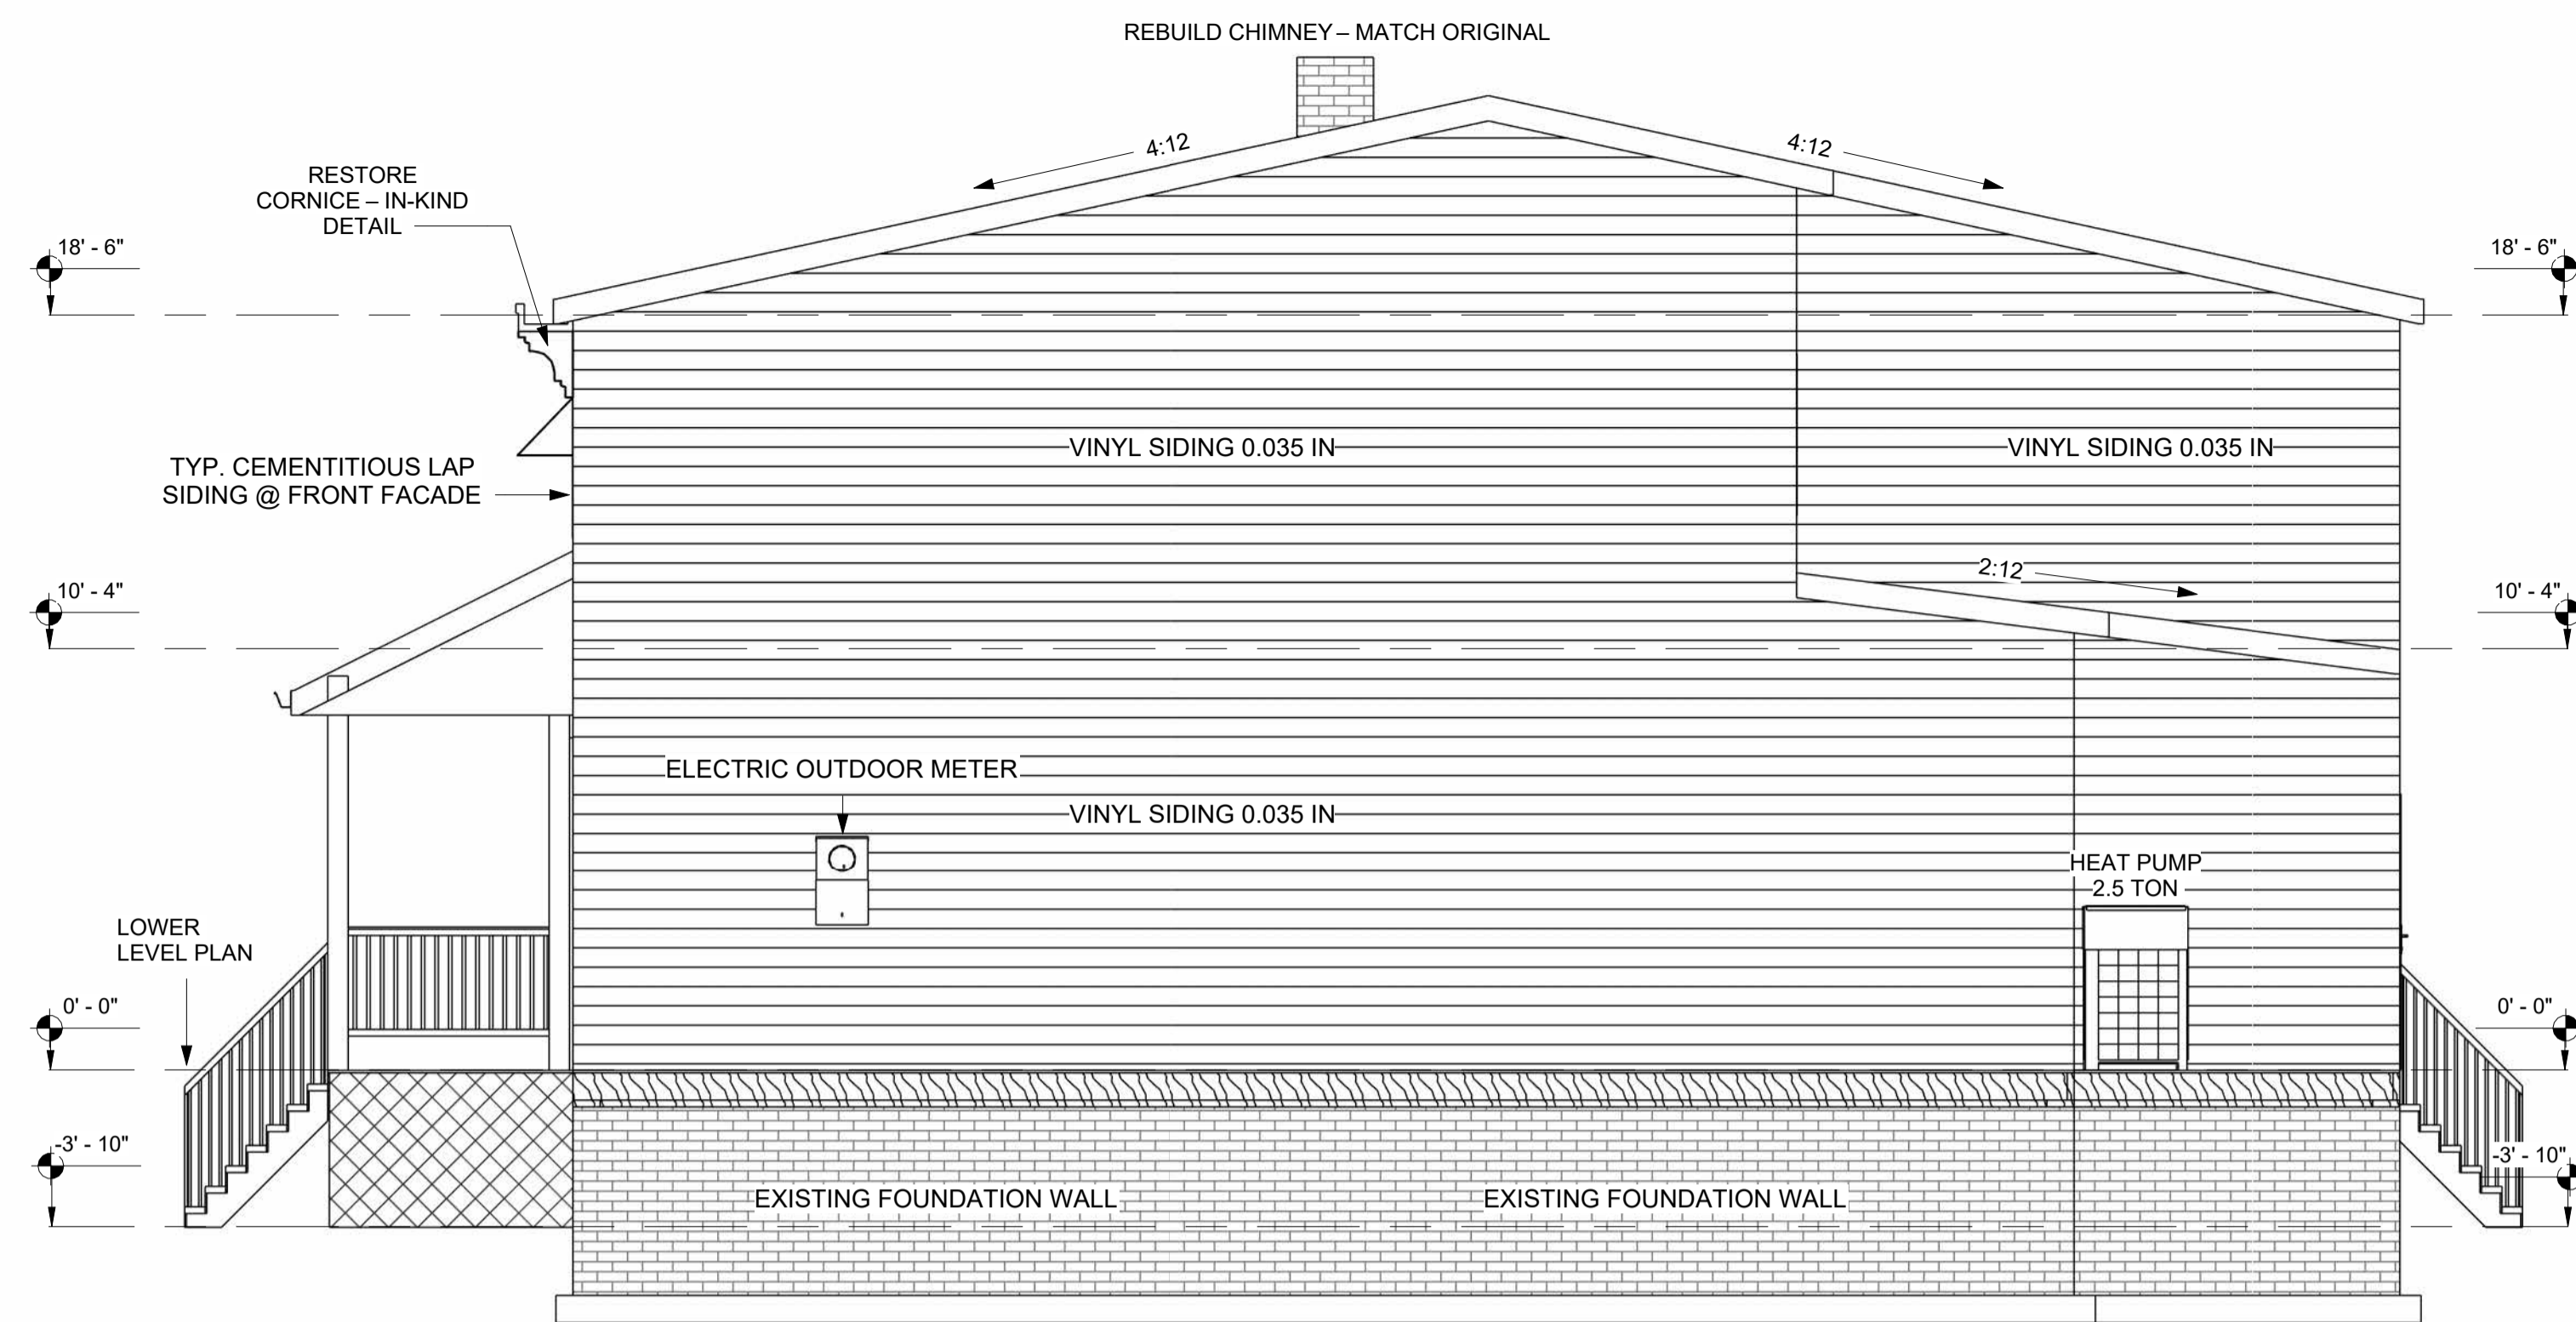 REBUILD CHIMNEY – MATCH ORIGINAL
4:12
4:12
RESTORE
CORNICE – IN-KIND
DETAIL
18' - 6"
18' - 6"
VINYL SIDING 0.035 IN
VINYL SIDING 0.035 IN
TYP. CEMENTITIOUS LAP
SIDING @ FRONT FACADE
2:12
10' - 4"
10' - 4"
ELECTRIC OUTDOOR METER
VINYL SIDING 0.035 IN
HEAT PUMP
2.5 TON
LOWER
LEVEL PLAN
0' - 0"
0' - 0"
-3' - 10"
-3' - 10"
EXISTING FOUNDATION WALL
EXISTING FOUNDATION WALL